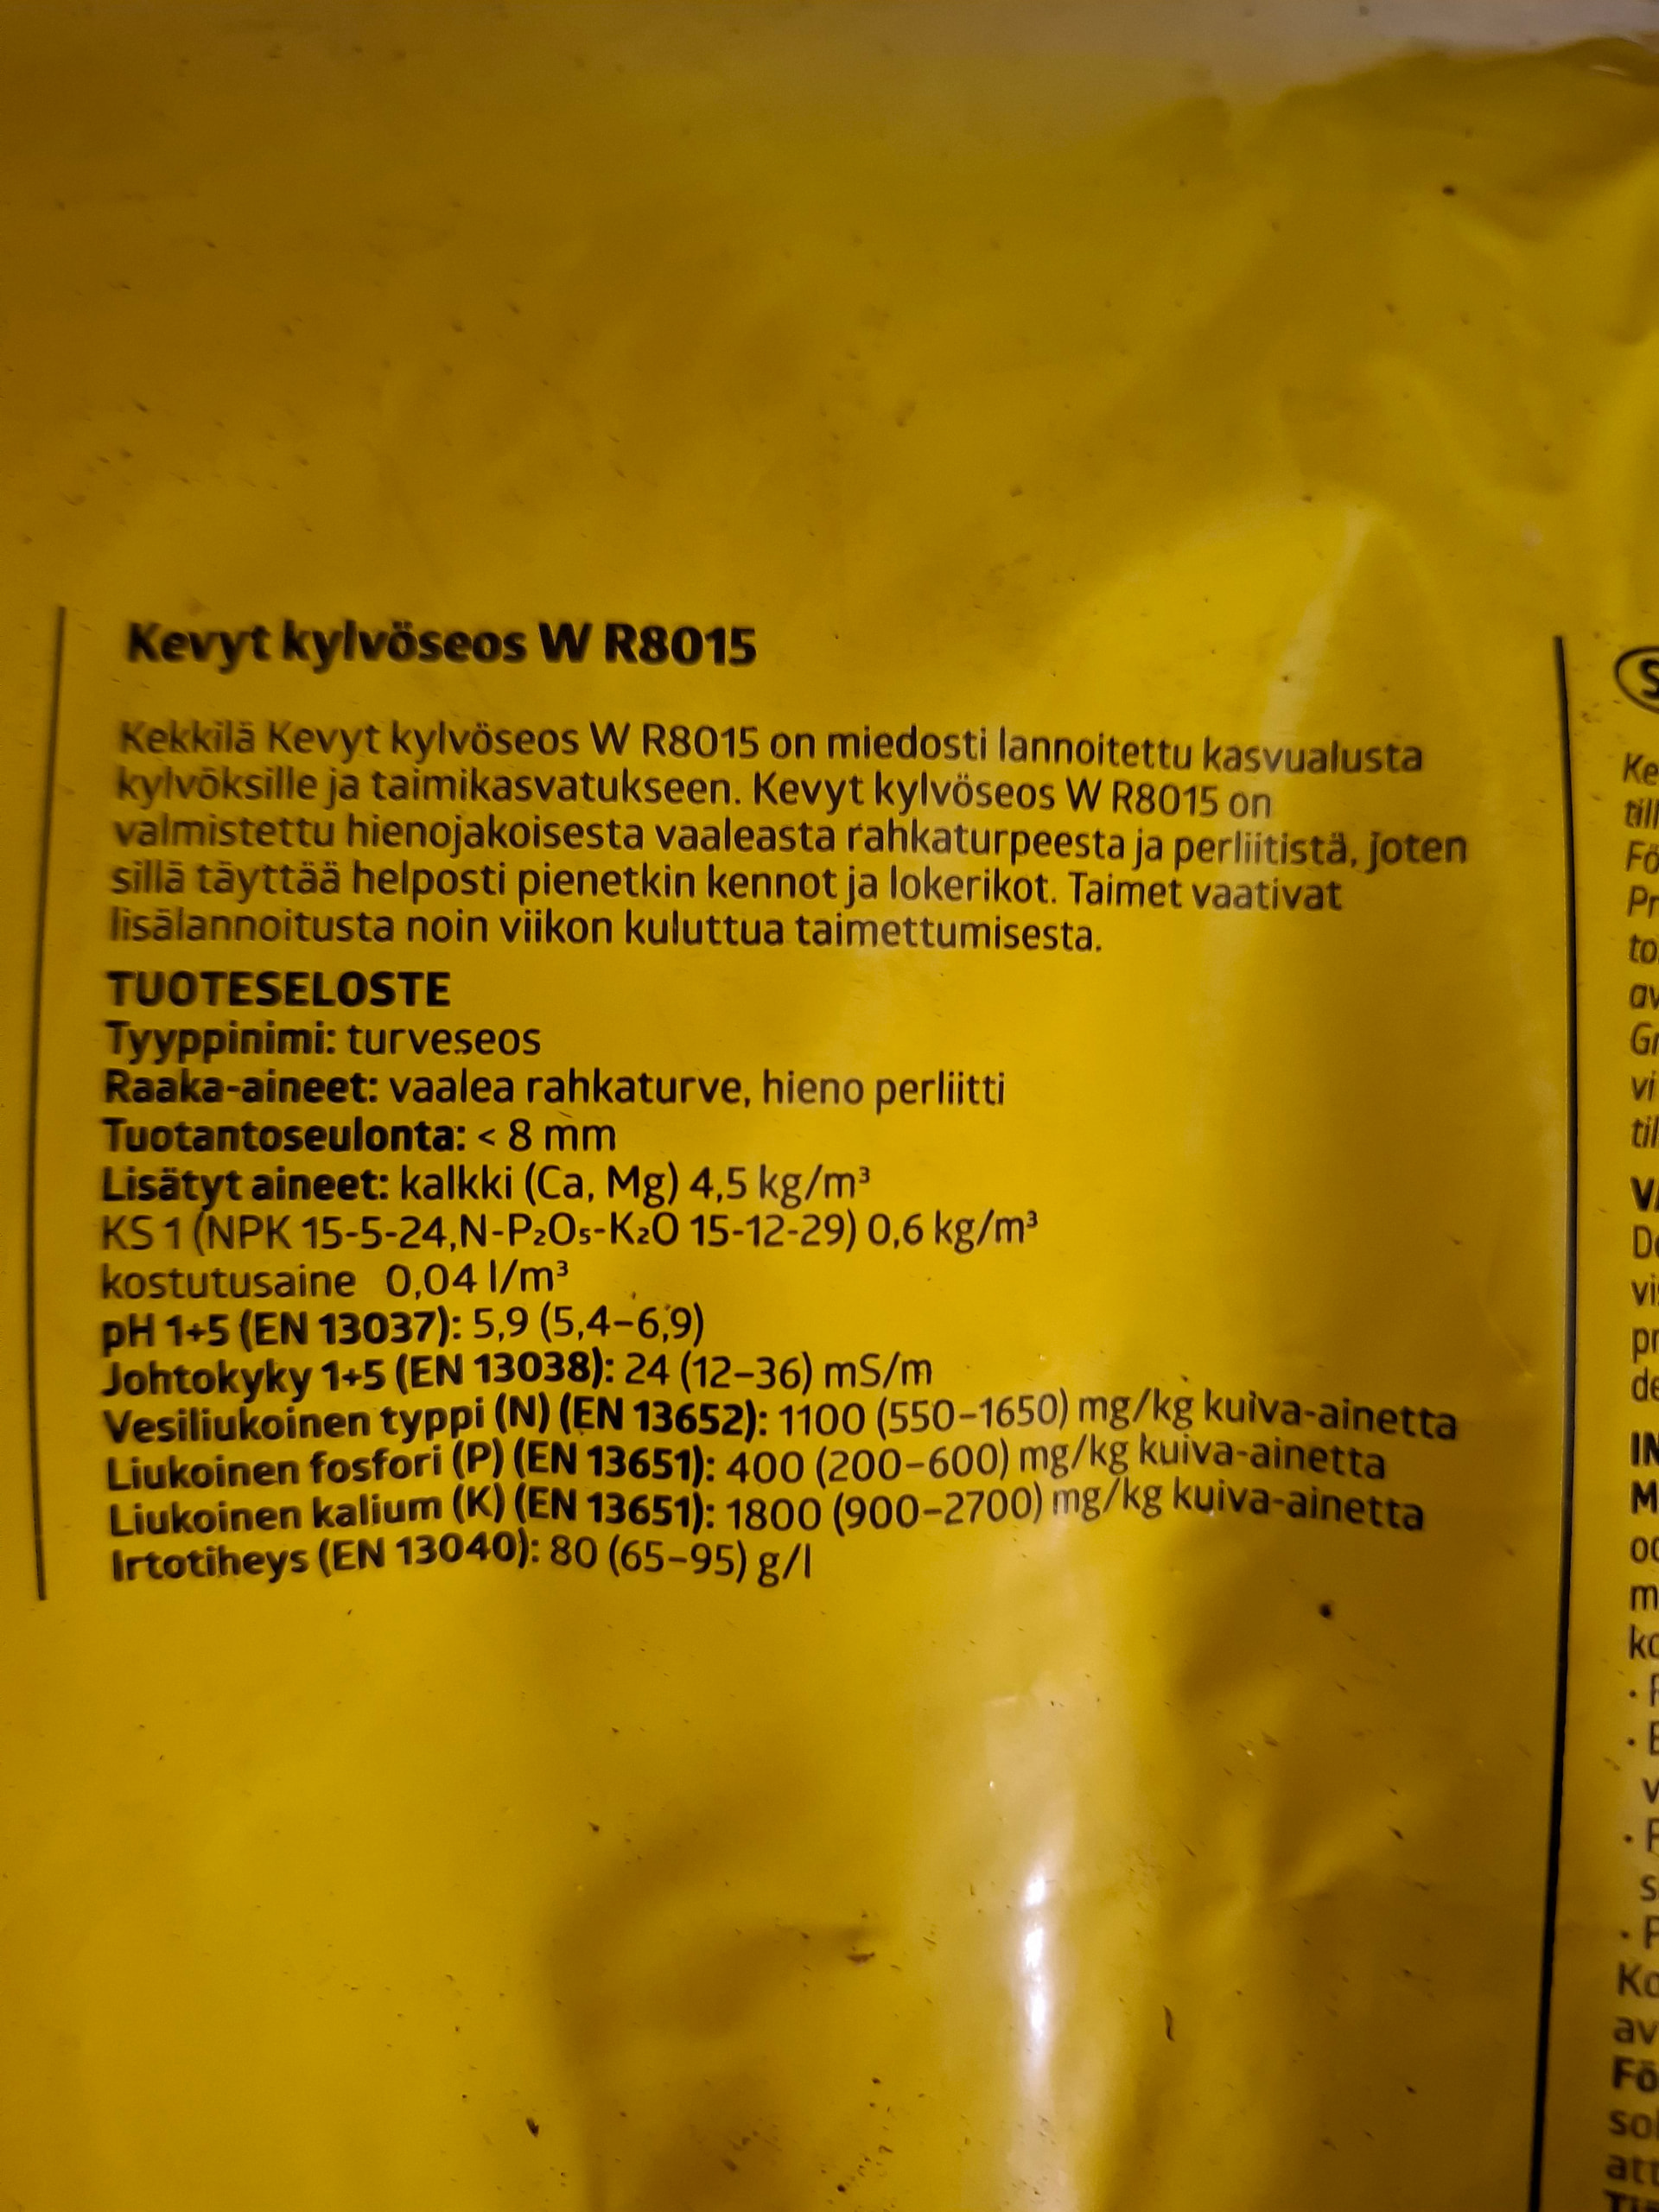 Kevyt kylvöseos W R8015
Kekkilä Kevyt kylvöseos W R8015 on miedosti lannoitettu kasvualusta
kylvöksille ja taimikasvatukseen. Kevyt kylvöseos W R8015 on
valmistettu hienojakoisesta vaaleasta rahkaturpeesta ja perliitistä, joten
sillä täyttää helposti pienetkin kennot ja lokerikot. Taimet vaativat
lisälannoitusta noin viikon kuluttua taimettumisesta.
TUOTESELOSTE
Tyyppinimi: turveseos
Raaka-aineet: vaalea rahkaturve, hieno perliitti
Tuotantoseulonta: < 8 mm
Lisätyt aineet: kalkki (Ca, Mg) 4,5 kg/m³
KS 1 (NPK 15-5-24,N-P₂O₅-K₂O 15-12-29) 0,6 kg/m³
kostutusaine 0,04 l/m³
pH 1+5 (EN 13037): 5,9 (5,4–6,9)
Johtokyky 1+5 (EN 13038): 24 (12–36) mS/m
Vesiliukoinen typpi (N) (EN 13652): 1100 (550–1650) mg/kg kuiva-ainetta
Liukoinen fosfori (P) (EN 13651): 400 (200–600) mg/kg kuiva-ainetta
Liukoinen kalium (K) (EN 13651): 1800 (900–2700) mg/kg kuiva-ainetta
Irtotiheys (EN 13040): 80 (65–95) g/l